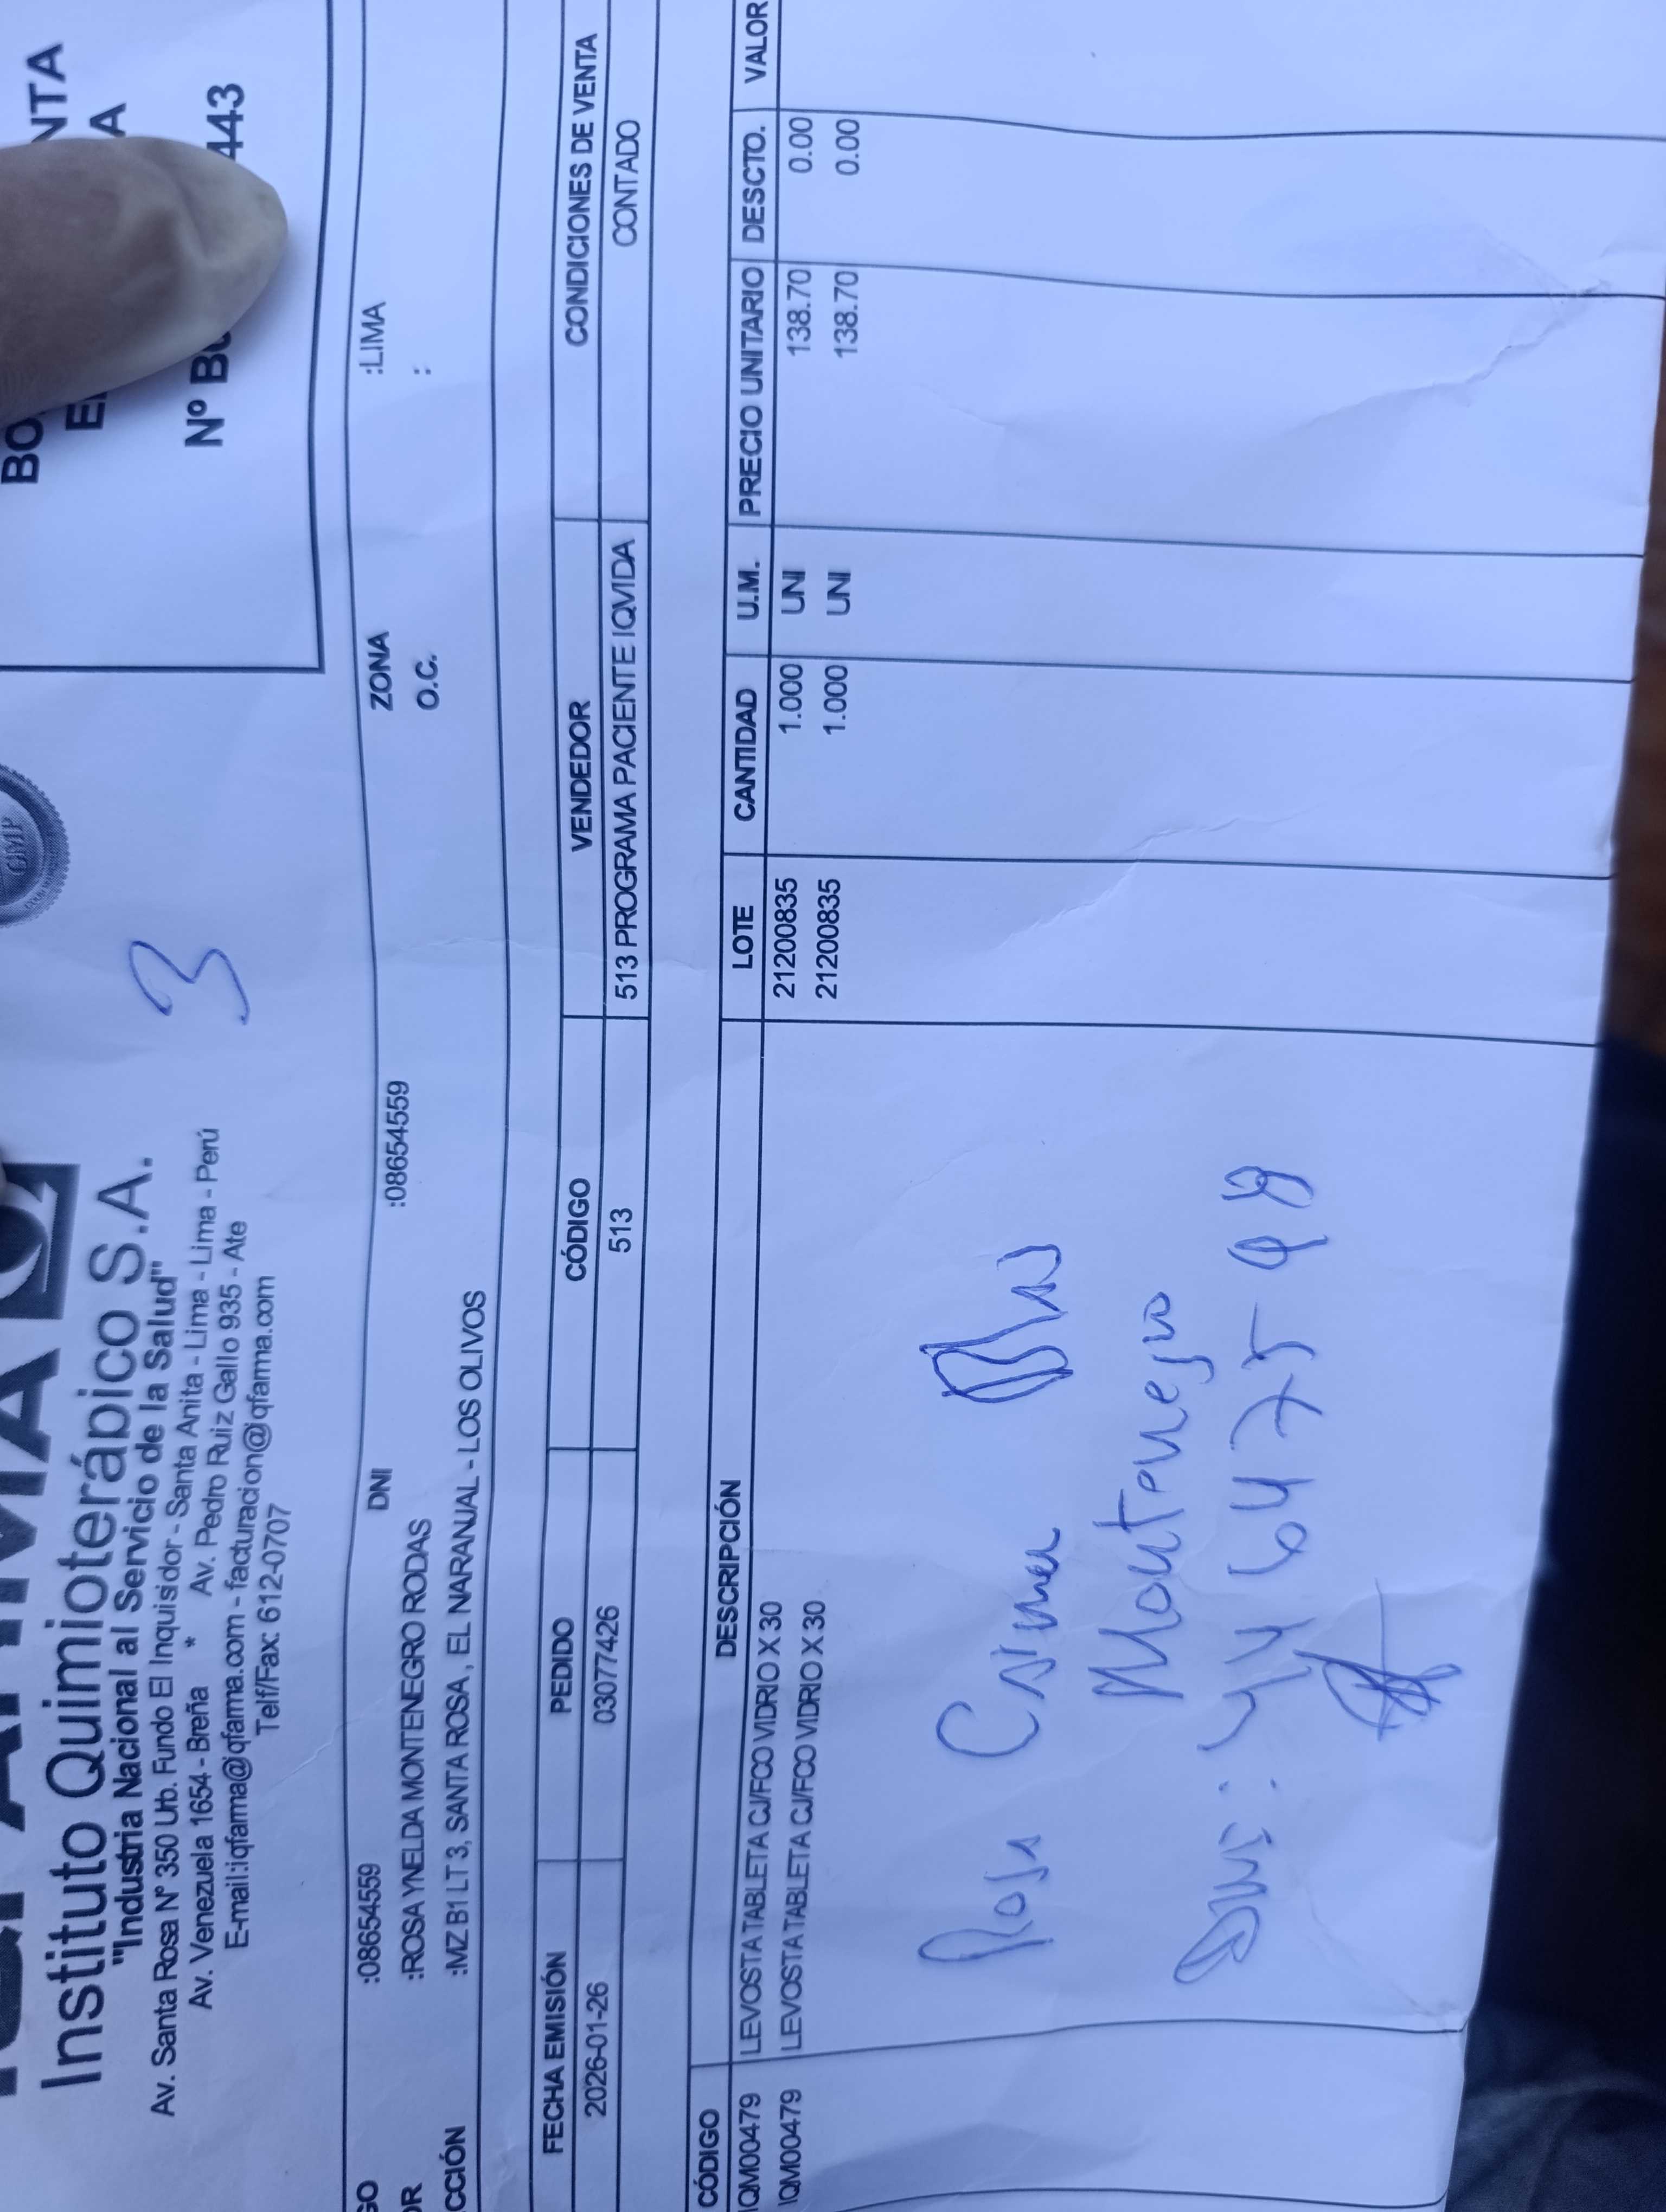 443
Instituto Quimioterápico S.A.
"Industria Nacional al Servicio de la Salud"
Av. Santa Rosa Nº 350 Urb. Fundo El Inquisidor - Santa Anita - Lima - Lima - Perú
Av. Venezuela 1654 - Breña * Av. Pedro Ruiz Gallo 935 - Ate
E-mail:iqfarma@iqfarma.com - facturacion@iqfarma.com
Telf/Fax: 612-0707
3
GMP
Nº B
:08654559 DNI :08654559 ZONA :LIMA
:ROSA YNELDA MONTENEGRO RODAS O.C. :
:MZ B1 LT 3, SANTA ROSA , EL NARANJAL - LOS OLIVOS
FECHA EMISIÓN PEDIDO CÓDIGO VENDEDOR CONDICIONES DE VENTA
2026-01-26 03077426 513 513 PROGRAMA PACIENTE IQVIDA CONTADO
CÓDIGO DESCRIPCIÓN LOTE CANTIDAD U.M. PRECIO UNITARIO DESCTO. VALOR
IQM00479 LEVOSTA TABLETA CJ/FCO VIDRIO X 30 21200835 1.000 UNI 138.70 0.00
IQM00479 LEVOSTA TABLETA CJ/FCO VIDRIO X 30 21200835 1.000 UNI 138.70 0.00
Rosa
Montenegro
44647598